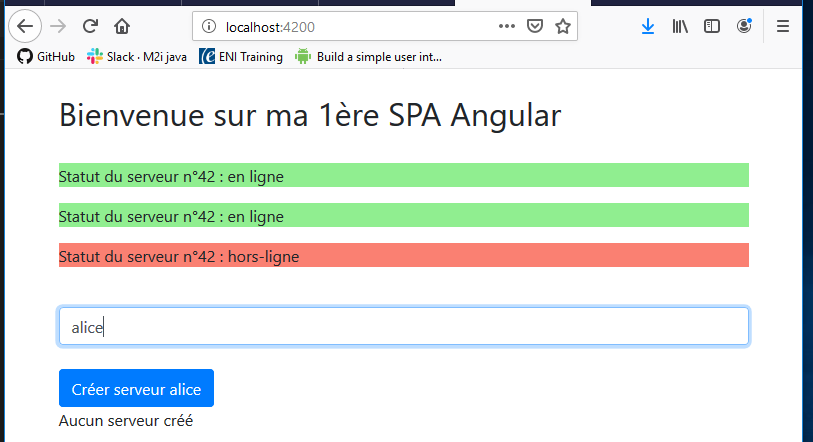 localhost:4200
GitHub Slack · M2i java ENI Training Build a simple user int...
Bienvenue sur ma 1ère SPA Angular
Statut du serveur n°42 : en ligne
Statut du serveur n°42 : en ligne
Statut du serveur n°42 : hors-ligne
alice
Créer serveur alice
Aucun serveur créé